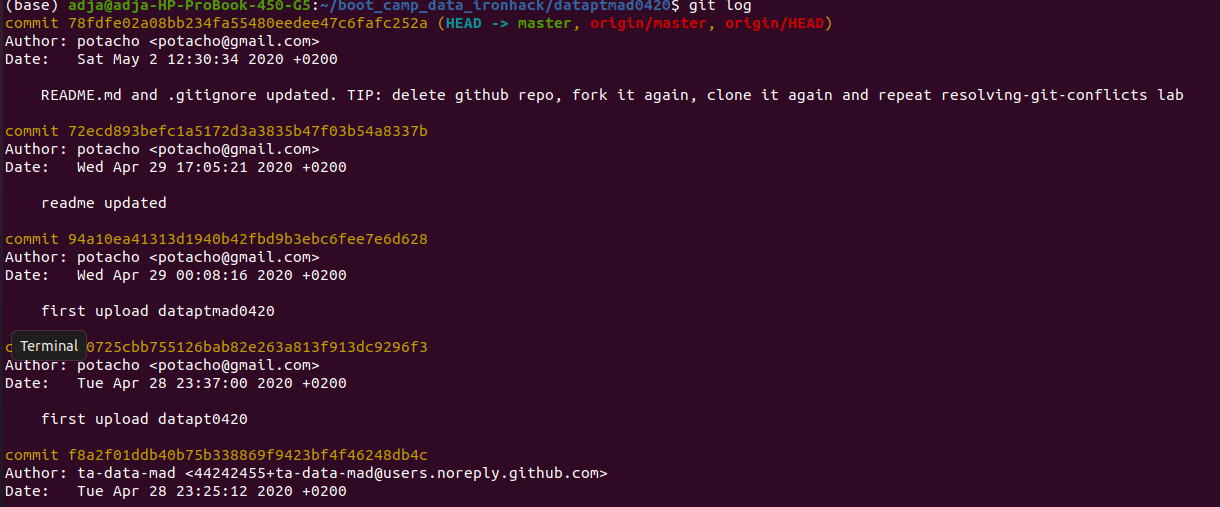 (base) adja@adja-HP-ProBook-450-G5:~/boot_camp_data_ironhack/dataptmad0420$ git log
commit 78fdfe02a08bb234fa55480eedee47c6fafc252a (HEAD -> master, origin/master, origin/HEAD)
Author: potacho <potacho@gmail.com>
Date:   Sat May 2 12:30:34 2020 +0200
README.md and .gitignore updated. TIP: delete github repo, fork it again, clone it again and repeat resolving-git-conflicts lab
commit 72ecd893befc1a5172d3a3835b47f03b54a8337b
Author: potacho <potacho@gmail.com>
Date:   Wed Apr 29 17:05:21 2020 +0200
readme updated
commit 94a10ea41313d1940b42fbd9b3ebc6fee7e6d628
Author: potacho <potacho@gmail.com>
Date:   Wed Apr 29 00:08:16 2020 +0200
first upload dataptmad0420
Terminal 0725cbb755126bab82e263a813f913dc9296f3
Author: potacho <potacho@gmail.com>
Date:   Tue Apr 28 23:37:00 2020 +0200
first upload datapt0420
commit f8a2f01ddb40b75b338869f9423bf4f46248db4c
Author: ta-data-mad <44242455+ta-data-mad@users.noreply.github.com>
Date:   Tue Apr 28 23:25:12 2020 +0200